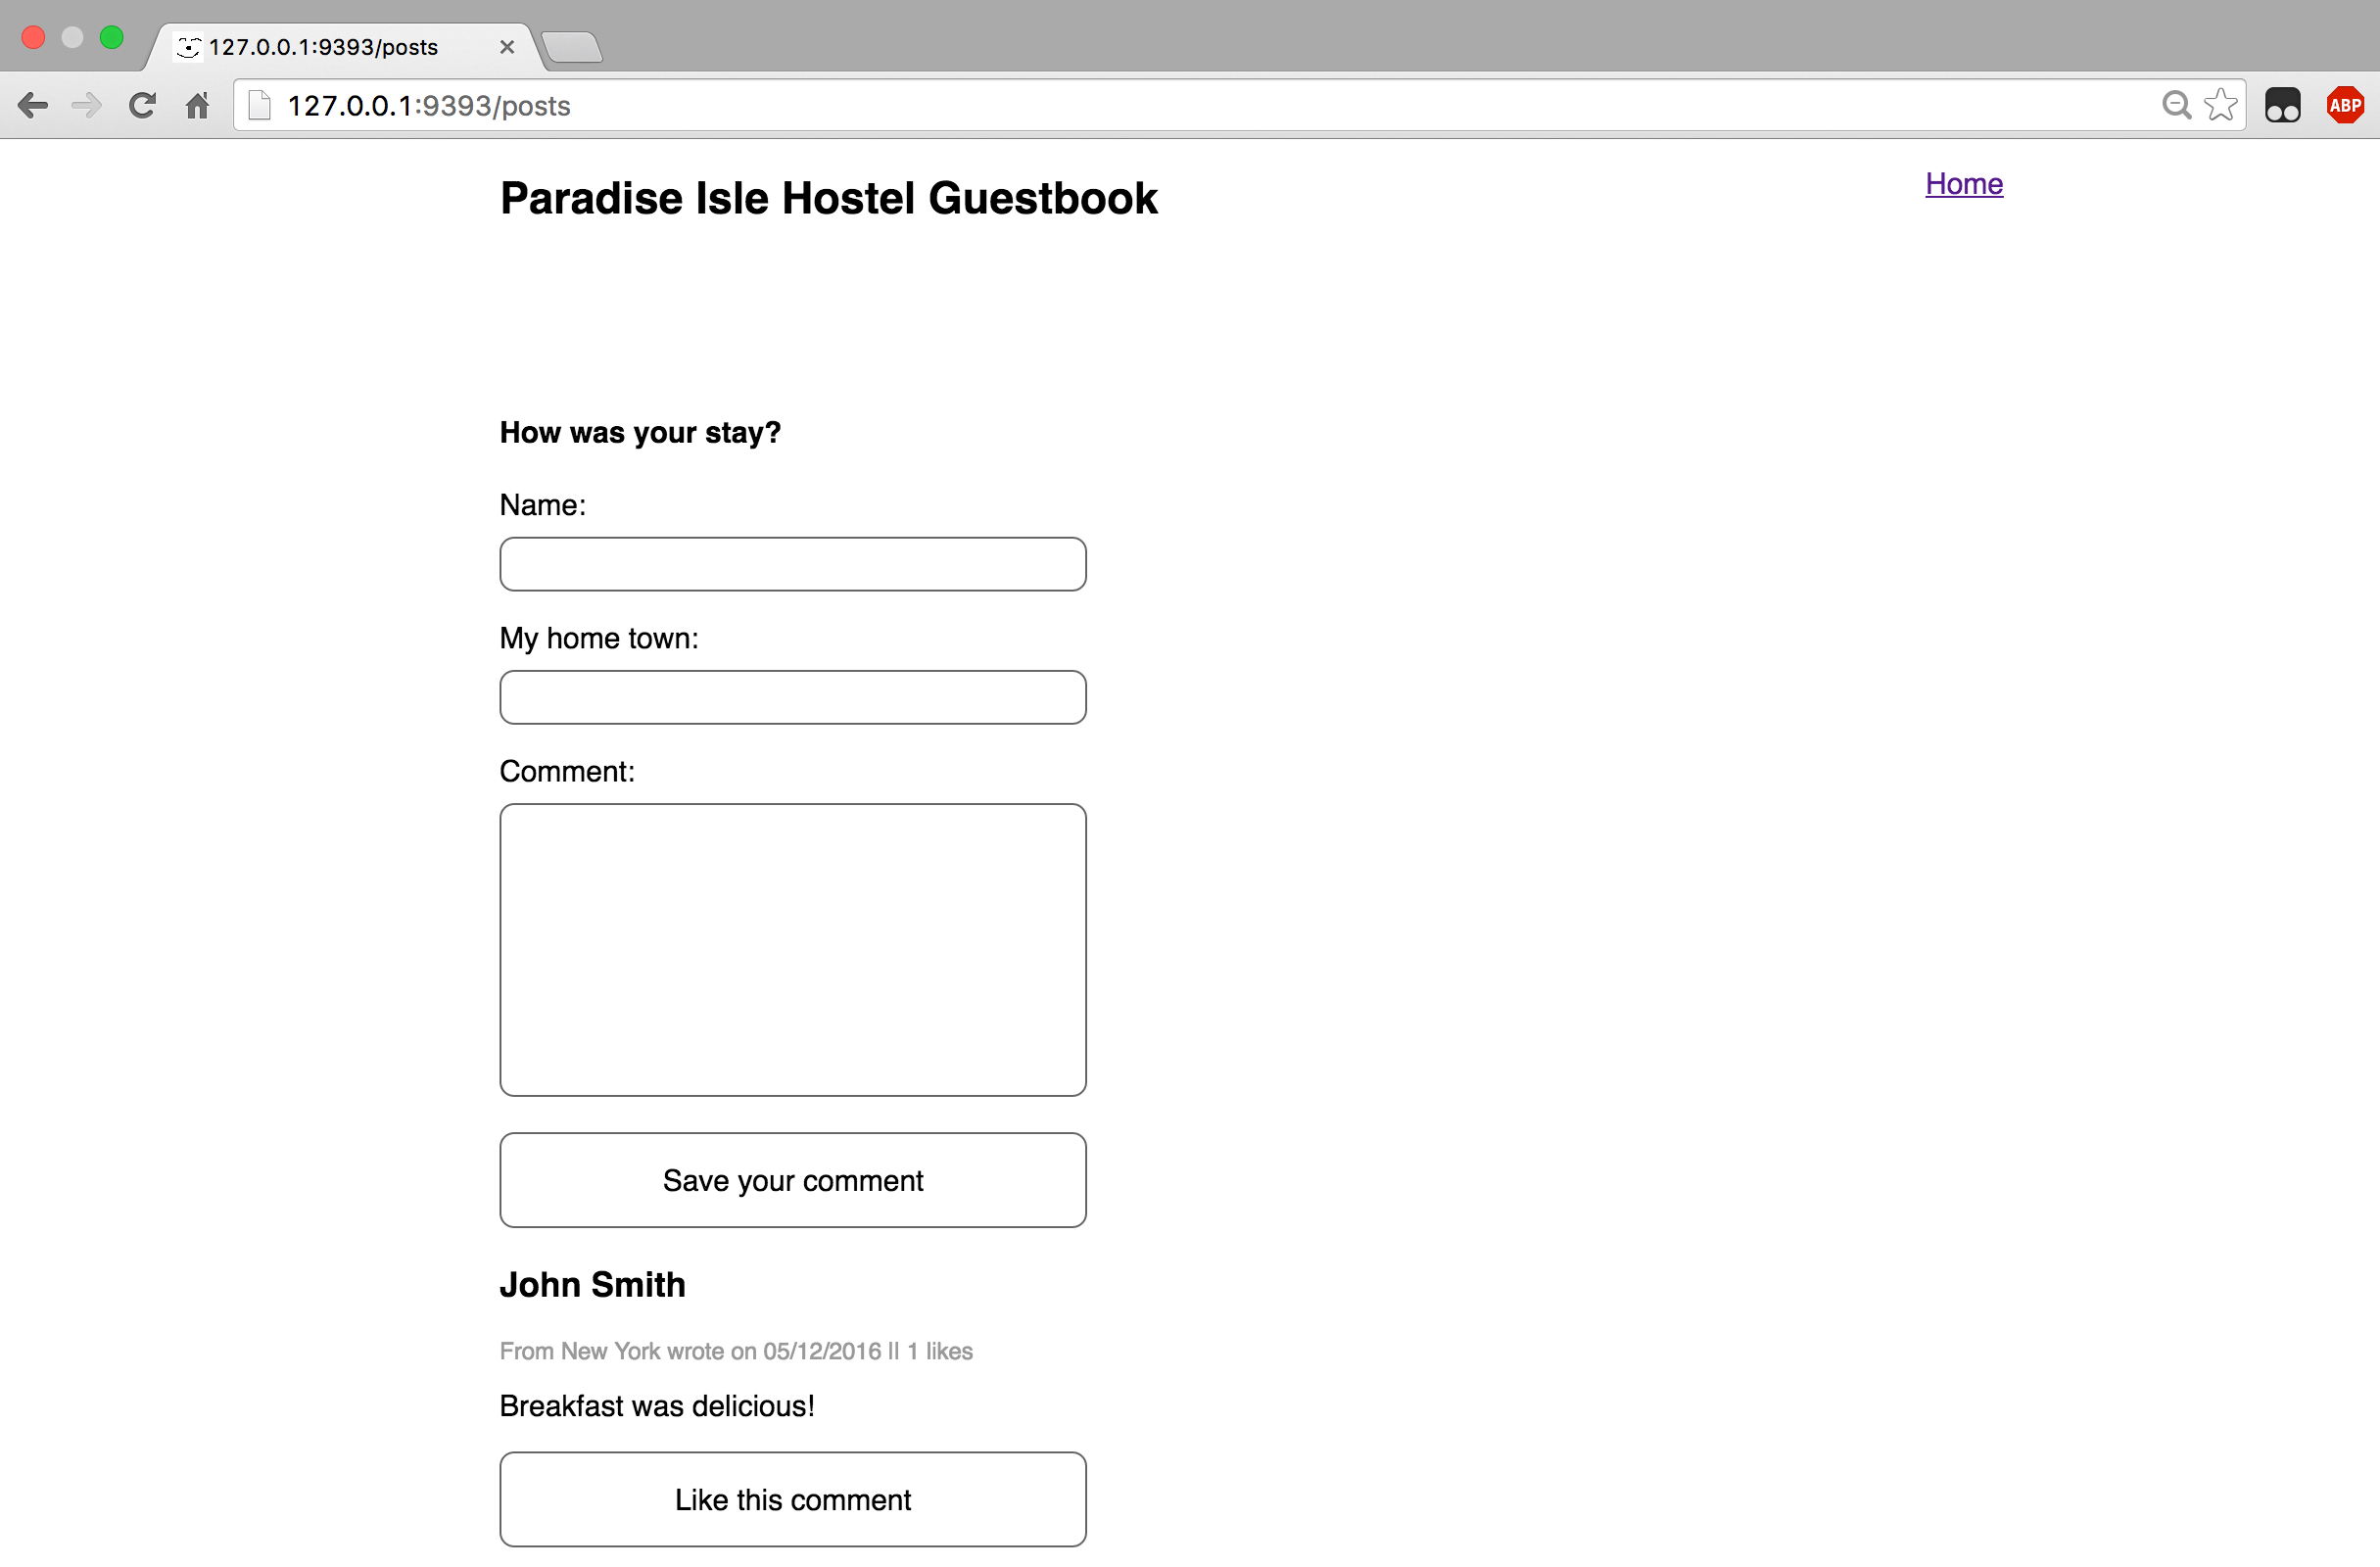 127.0.0.1:9393/posts
127.0.0.1:9393/posts
ABP
Paradise Isle Hostel Guestbook
Home
How was your stay?
Name:
My home town:
Comment:
Save your comment
John Smith
From New York wrote on 05/12/2016 || 1 likes
Breakfast was delicious!
Like this comment